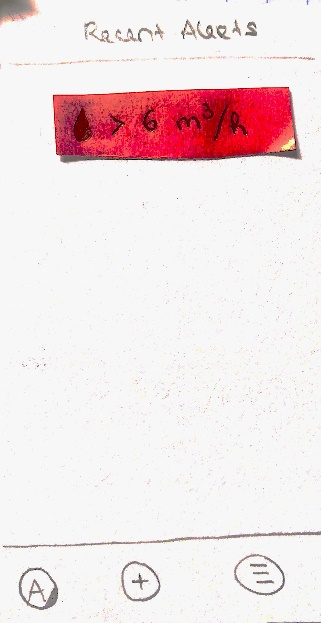 Recent Alerts
> 6 m³/h
A + =